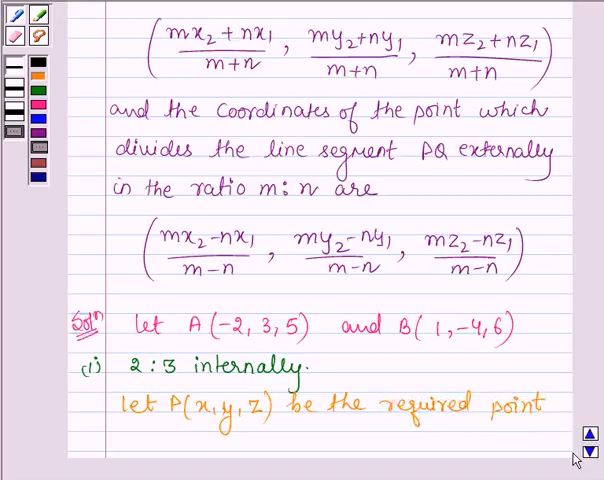 ( mx₂ + nx₁ / m+n , my₂ + ny₁ / m+n , mz₂ + nz₁ / m+n )
and the coordinates of the point which
divides the line segment PQ externally
in the ratio m : n are
( mx₂ - nx₁ / m-n , my₂ - ny₁ / m-n , mz₂ - nz₁ / m-n )
Solⁿ let A(-2, 3, 5) and B(1, -4, 6)
(i) 2 : 3 internally.
let P(x, y, z) be the required point